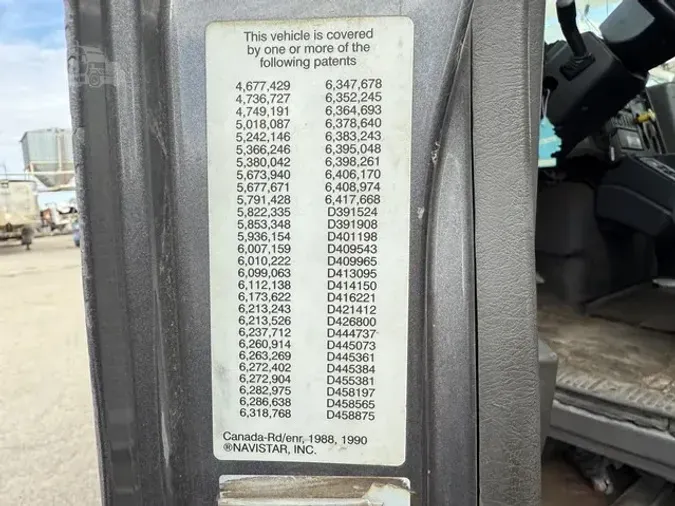 This vehicle is covered
by one or more of the
following patents
4,677,429
4,736,727
4,749,191
5,018,087
5,242,146
5,366,246
5,380,042
5,673,940
5,677,671
5,791,428
5,822,335
5,853,348
5,936,154
6,007,159
6,010,222
6,099,063
6,112,138
6,173,622
6,213,243
6,213,526
6,237,712
6,260,914
6,263,269
6,272,402
6,272,904
6,282,975
6,286,638
6,318,768
6,347,678
6,352,245
6,364,693
6,378,640
6,383,243
6,395,048
6,398,261
6,406,170
6,408,974
6,417,668
D391524
D391908
D401198
D409543
D409965
D413095
D414150
D416221
D421412
D426800
D444737
D445073
D445361
D445384
D455381
D458197
D458565
D458875
Canada-Rd/enr, 1988, 1990
®NAVISTAR, INC.